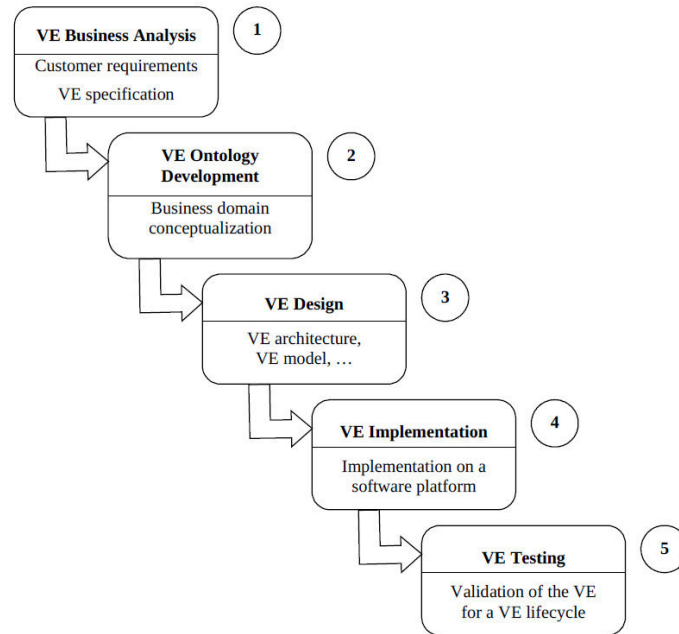 VE Business Analysis
1
Customer requirements
VE specification
VE Ontology
Development
2
Business domain
conceptualization
VE Design
3
VE architecture,
VE model, …
VE Implementation
4
Implementation on a
software platform
VE Testing
5
Validation of the VE
for a VE lifecycle